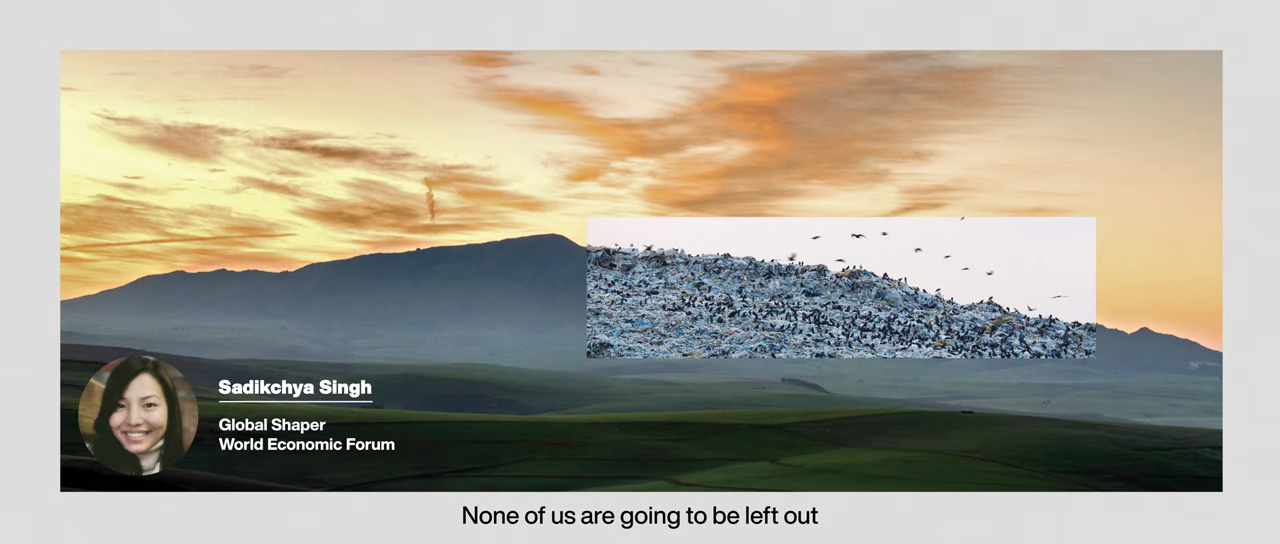 Sadikchya Singh
Global Shaper
World Economic Forum
None of us are going to be left out